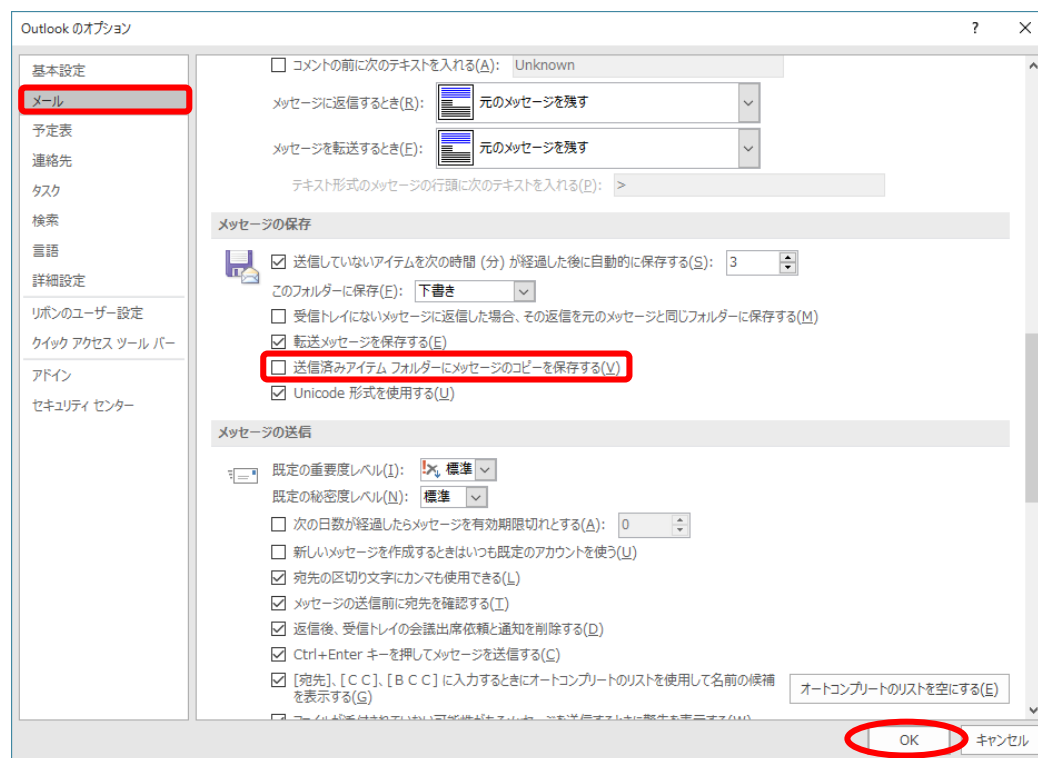 Outlook のオプション
?
基本設定
メール
予定表
連絡先
タスク
検索
言語
詳細設定
リボンのユーザー設定
クイック アクセス ツール バー
アドイン
セキュリティ センター
コメントの前に次のテキストを入れる(A): Unknown
メッセージに返信するとき(R): 元のメッセージを残す
メッセージを転送するとき(F): 元のメッセージを残す
テキスト形式のメッセージの行頭に次のテキストを入れる(P): >
メッセージの保存
送信していないアイテムを次の時間 (分) が経過した後に自動的に保存する(S): 3
このフォルダーに保存(F): 下書き
受信トレイにないメッセージに返信した場合、その返信を元のメッセージと同じフォルダーに保存する(M)
転送メッセージを保存する(E)
送信済みアイテム フォルダーにメッセージのコピーを保存する(V)
Unicode 形式を使用する(U)
メッセージの送信
既定の重要度レベル(I): 標準
既定の秘密度レベル(N): 標準
次の日数が経過したらメッセージを有効期限切れとする(A): 0
新しいメッセージを作成するときはいつも既定のアカウントを使う(U)
宛先の区切り文字にカンマも使用できる(L)
メッセージの送信前に宛先を確認する(T)
返信後、受信トレイの会議出席依頼と通知を削除する(D)
Ctrl+Enter キーを押してメッセージを送信する(C)
[宛先]、[ＣＣ]、[ＢＣＣ] に入力するときにオートコンプリートのリストを使用して名前の候補
を表示する(G)
オートコンプリートのリストを空にする(E)
OK
キャンセル